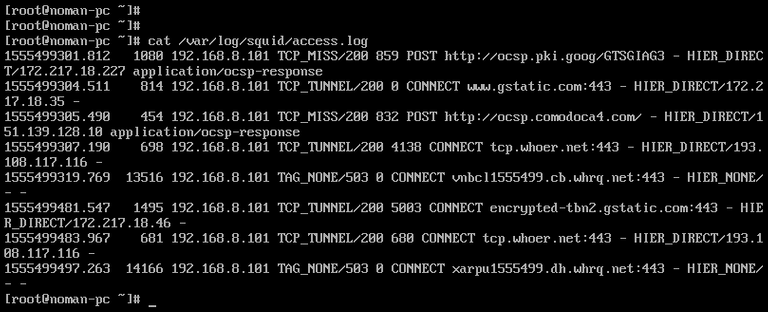 [root@noman-pc ~]#
[root@noman-pc ~]#
[root@noman-pc ~]# cat /var/log/squid/access.log
1555499301.812   1080 192.168.8.101 TCP_MISS/200 859 POST http://ocsp.pki.goog/GTSGIAG3 - HIER_DIREC
T/172.217.18.227 application/ocsp-response
1555499304.511    814 192.168.8.101 TCP_TUNNEL/200 0 CONNECT www.gstatic.com:443 - HIER_DIRECT/172.2
17.18.35 -
1555499305.490    454 192.168.8.101 TCP_MISS/200 832 POST http://ocsp.comodoca4.com/ - HIER_DIRECT/1
51.139.128.10 application/ocsp-response
1555499307.190    698 192.168.8.101 TCP_TUNNEL/200 4138 CONNECT tcp.whoer.net:443 - HIER_DIRECT/193.
108.117.116 -
1555499319.769  13516 192.168.8.101 TAG_NONE/503 0 CONNECT vnbcl1555499.cb.whrq.net:443 - HIER_NONE/
- -
1555499481.547   1495 192.168.8.101 TCP_TUNNEL/200 5003 CONNECT encrypted-tbn2.gstatic.com:443 - HIE
R_DIRECT/172.217.18.46 -
1555499483.967    681 192.168.8.101 TCP_TUNNEL/200 680 CONNECT tcp.whoer.net:443 - HIER_DIRECT/193.1
08.117.116 -
1555499497.263  14166 192.168.8.101 TAG_NONE/503 0 CONNECT xarpu1555499.dh.whrq.net:443 - HIER_NONE/
- -
[root@noman-pc ~]# _